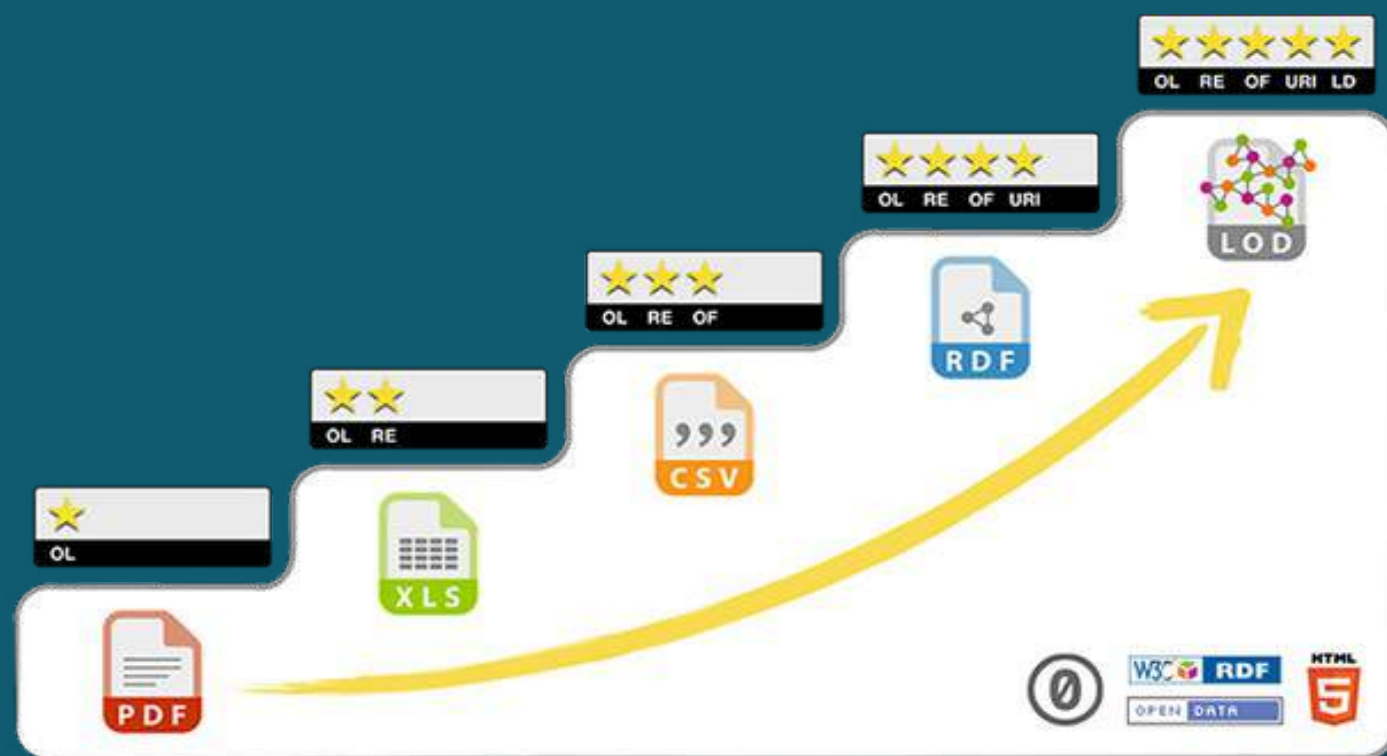 OL RE OF URI LD
LOD
OL RE OF URI
RDF
OL RE OF
CSV
OL RE
XLS
OL
PDF
0
W3C RDF
OPEN DATA
HTML
5